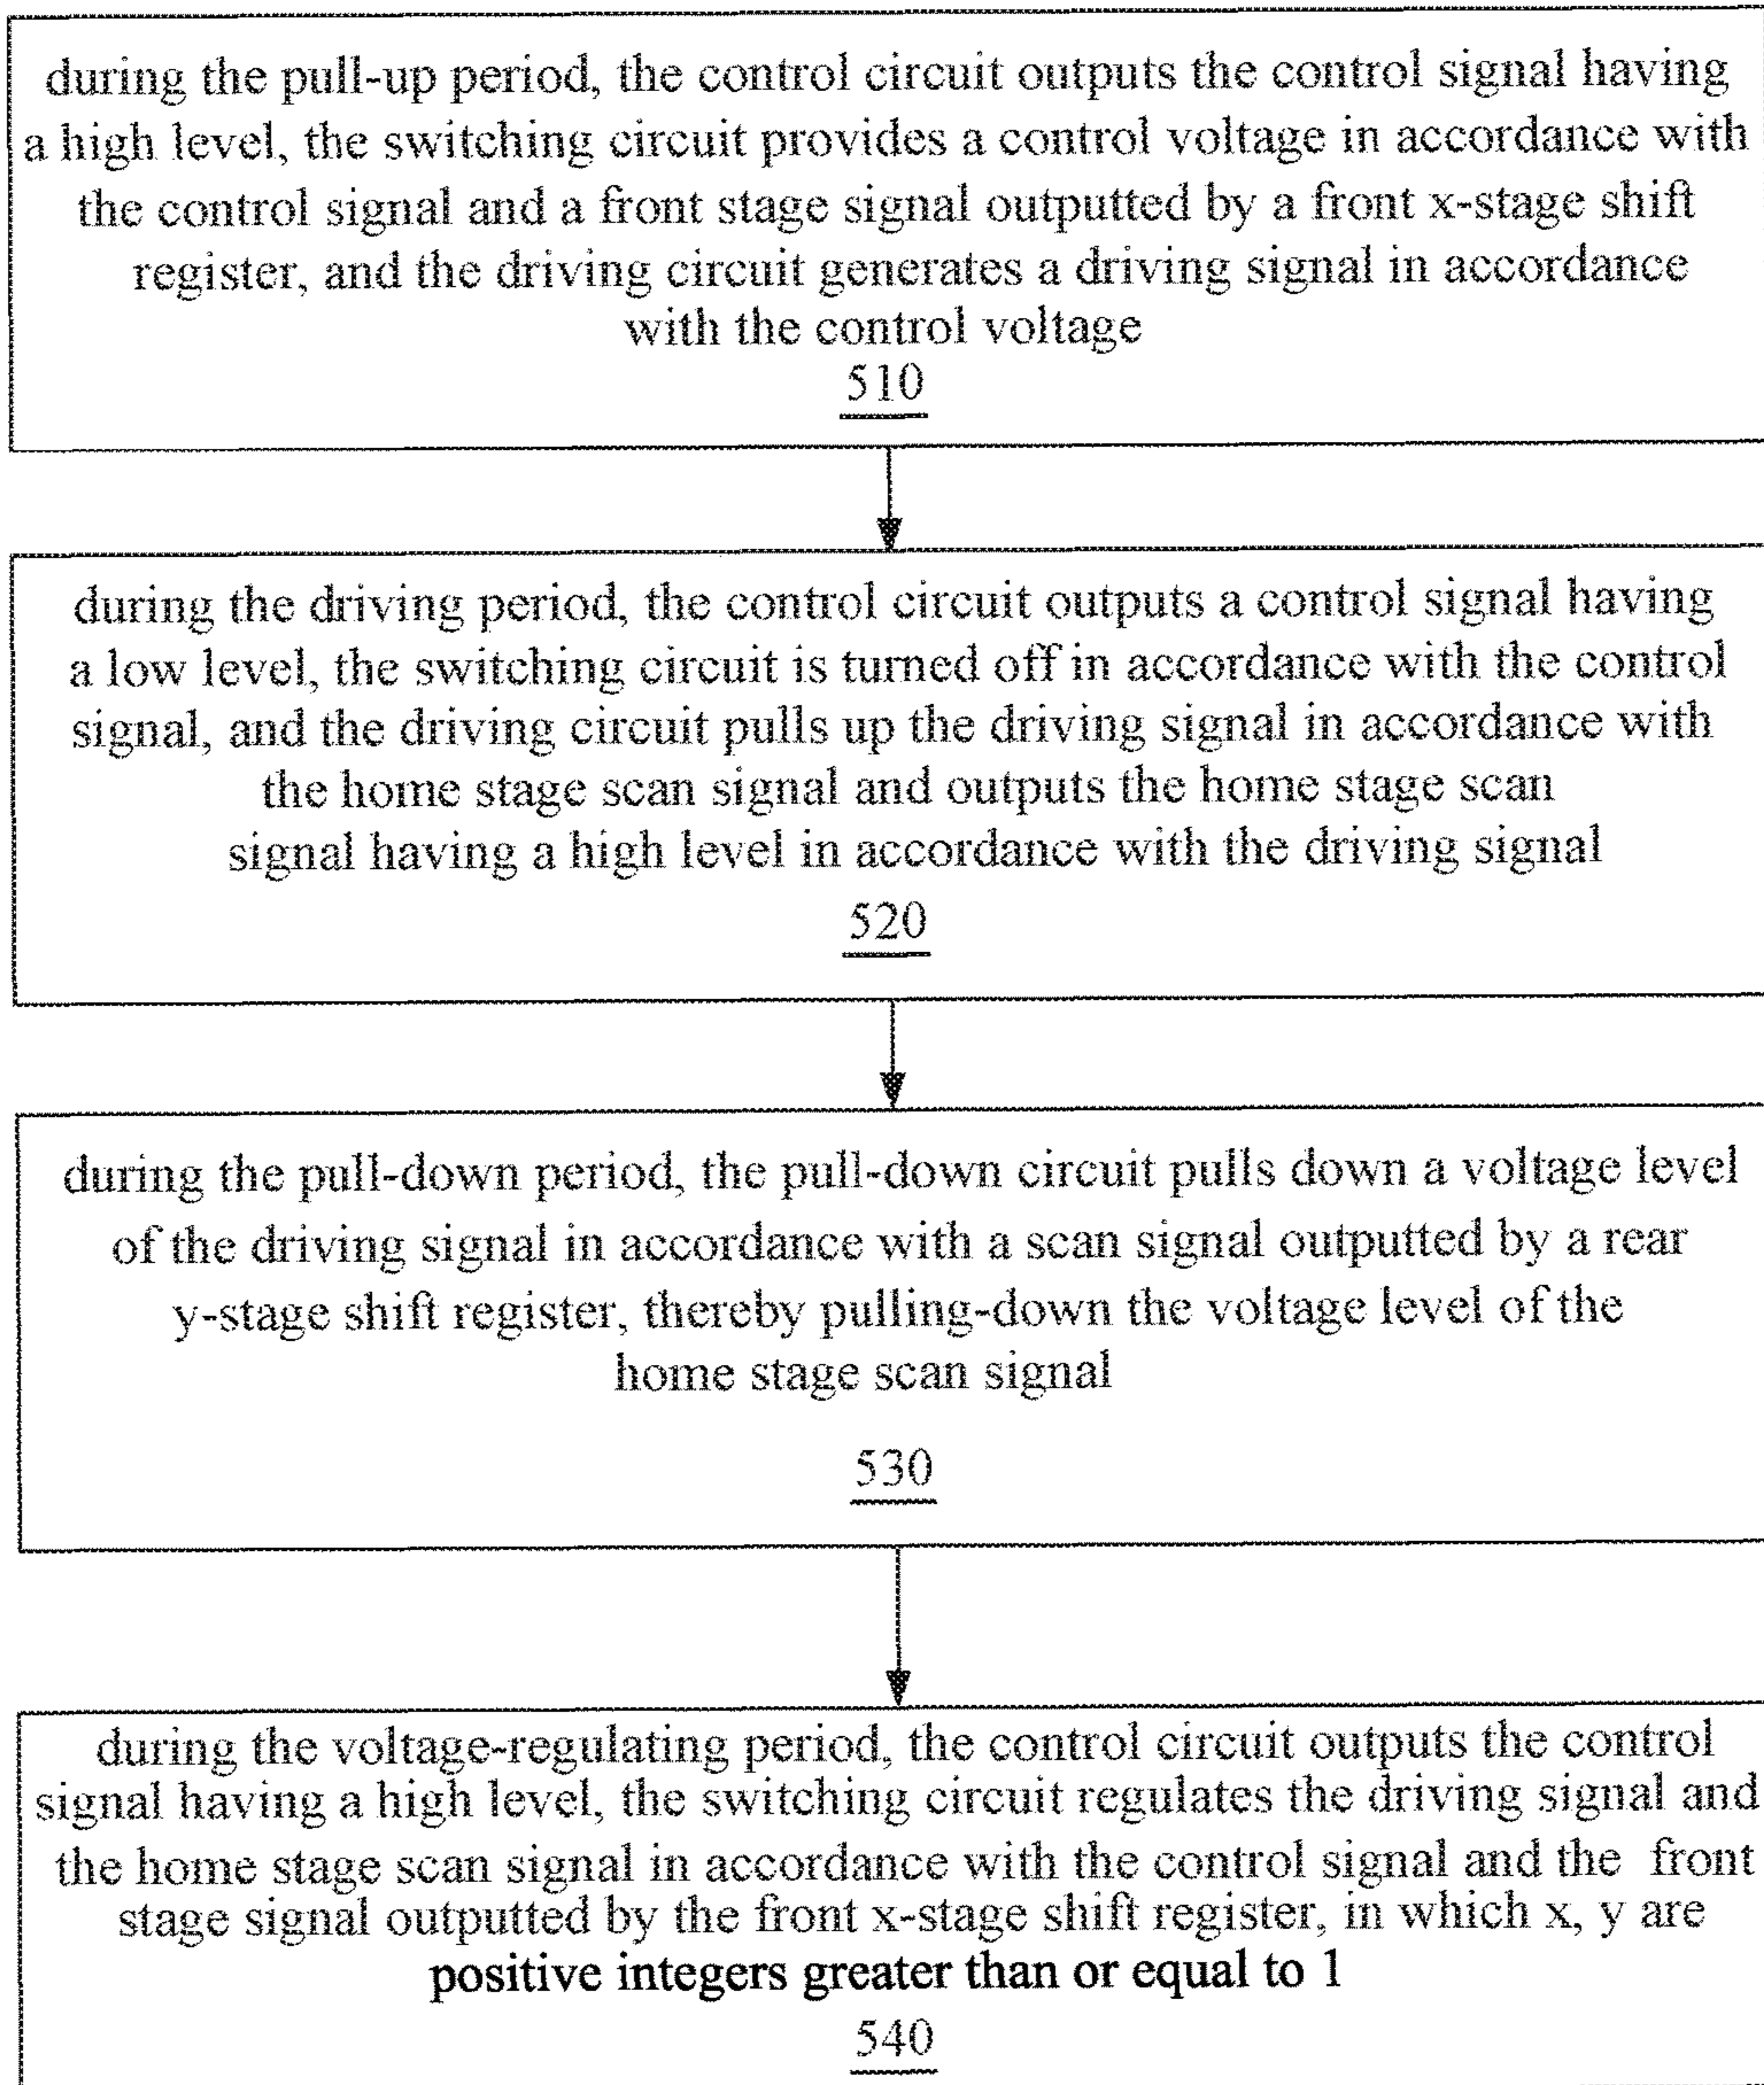 during the pull-up period, the control circuit outputs the control signal having
a high level, the switching circuit provides a control voltage in accordance with
the control signal and a front stage signal outputted by a front x-stage shift
register, and the driving circuit generates a driving signal in accordance
with the control voltage
510
during the driving period, the control circuit outputs a control signal having
a low level, the switching circuit is turned off in accordance with the control
signal, and the driving circuit pulls up the driving signal in accordance with
the home stage scan signal and outputs the home stage scan
signal having a high level in accordance with the driving signal
520
during the pull-down period, the pull-down circuit pulls down a voltage level
of the driving signal in accordance with a scan signal outputted by a rear
y-stage shift register, thereby pulling-down the voltage level of the
home stage scan signal
530
during the voltage-regulating period, the control circuit outputs the control
signal having a high level, the switching circuit regulates the driving signal and
the home stage scan signal in accordance with the control signal and the front
stage signal outputted by the front x-stage shift register, in which x, y are
positive integers greater than or equal to 1
540